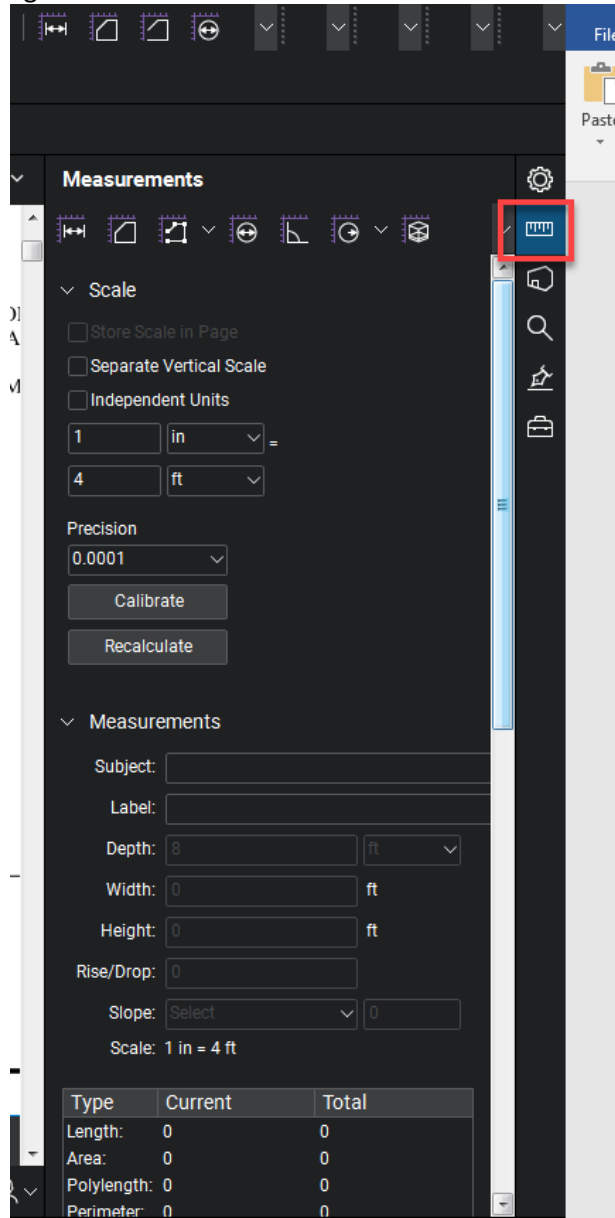 File
Paste
Measurements
Scale
Store Scale in Page
Separate Vertical Scale
Independent Units
1 in =
4 ft
Precision
0.0001
Calibrate
Recalculate
Measurements
Subject:
Label:
Depth: 8 ft
Width: 0 ft
Height: 0 ft
Rise/Drop: 0
Slope: Select 0
Scale: 1 in = 4 ft
Type Current Total
Length: 0 0
Area: 0 0
Polylength: 0 0
Perimeter: 0 0